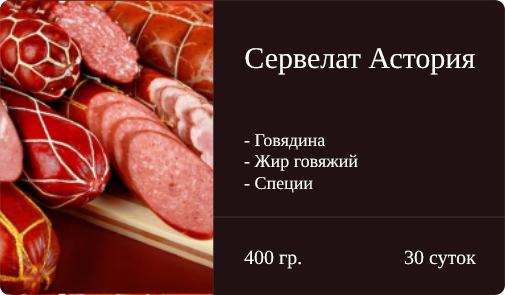 Сервелат Астория
- Говядина
- Жир говяжий
- Специи
400 гр.
30 суток